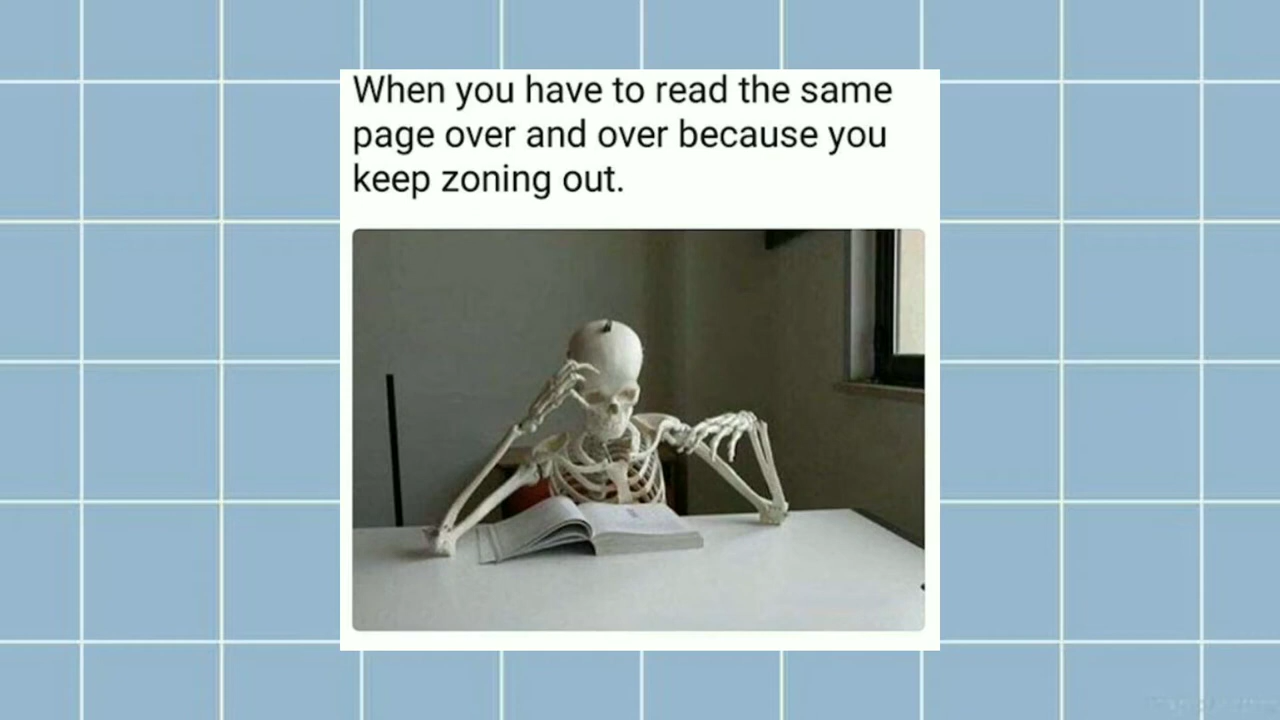 When you have to read the same
page over and over because you
keep zoning out.